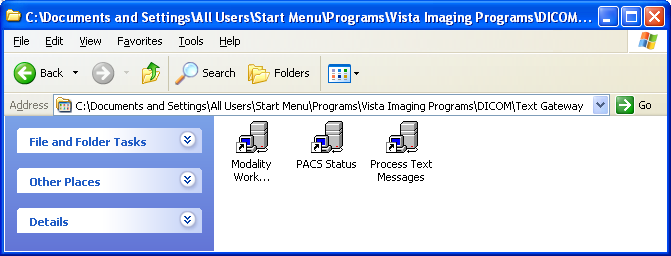 C:\Documents and Settings\All Users\Start Menu\Programs\Vista Imaging Programs\DICOM...
File Edit View Favorites Tools Help
Back Search Folders
Address C:\Documents and Settings\All Users\Start Menu\Programs\Vista Imaging Programs\DICOM\Text Gateway Go
File and Folder Tasks
Other Places
Details
Modality
Work...
PACS Status
Process Text
Messages